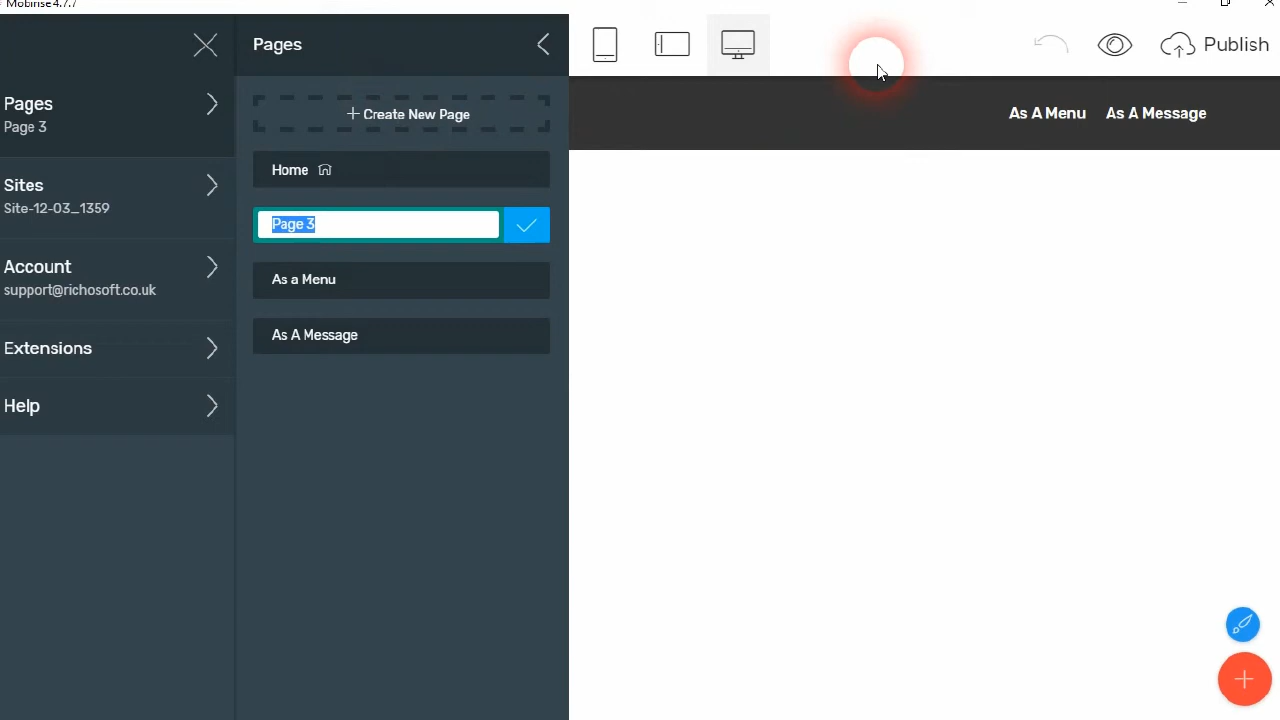 Mobirise 4.7.7
Pages
Page 3
Sites
Site-12-03_1359
Account
support@richosoft.co.uk
Extensions
Help
Pages
Create New Page
Home
Page 3
As a Menu
As A Message
Publish
As A Menu As A Message